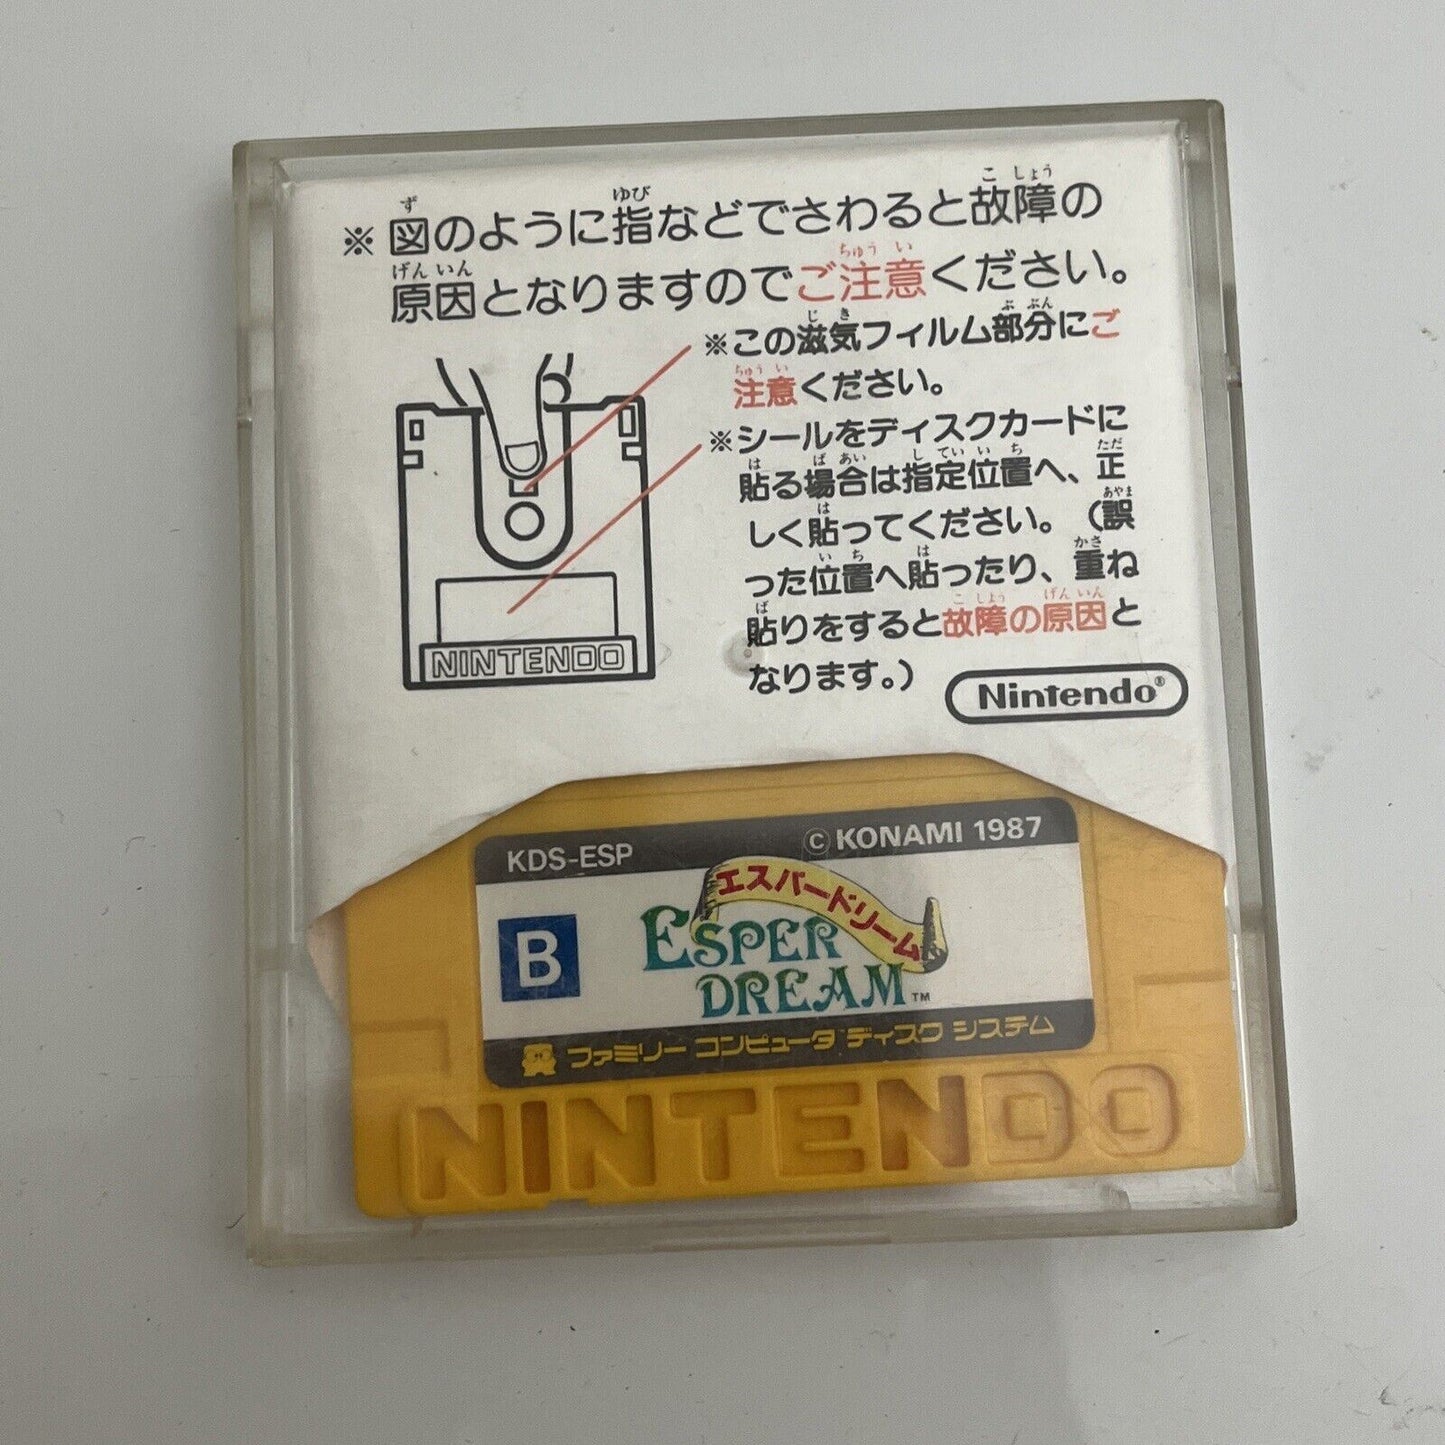 ※図のように指などでさわると故障の
原因となりますのでご注意ください。
※この滋気フィルム部分にご
注意ください。
※シールをディスクカードに
貼る場合は指定位置へ、正
しく貼ってください。（誤
った位置へ貼ったり、重ね
貼りをすると故障の原因と
なります。）
NINTENDO
Nintendo®
KDS-ESP
©KONAMI 1987
エスパードリーム
B
ESPER
DREAM™
ファミリー コンピュータ ディスク システム
NINTENDO